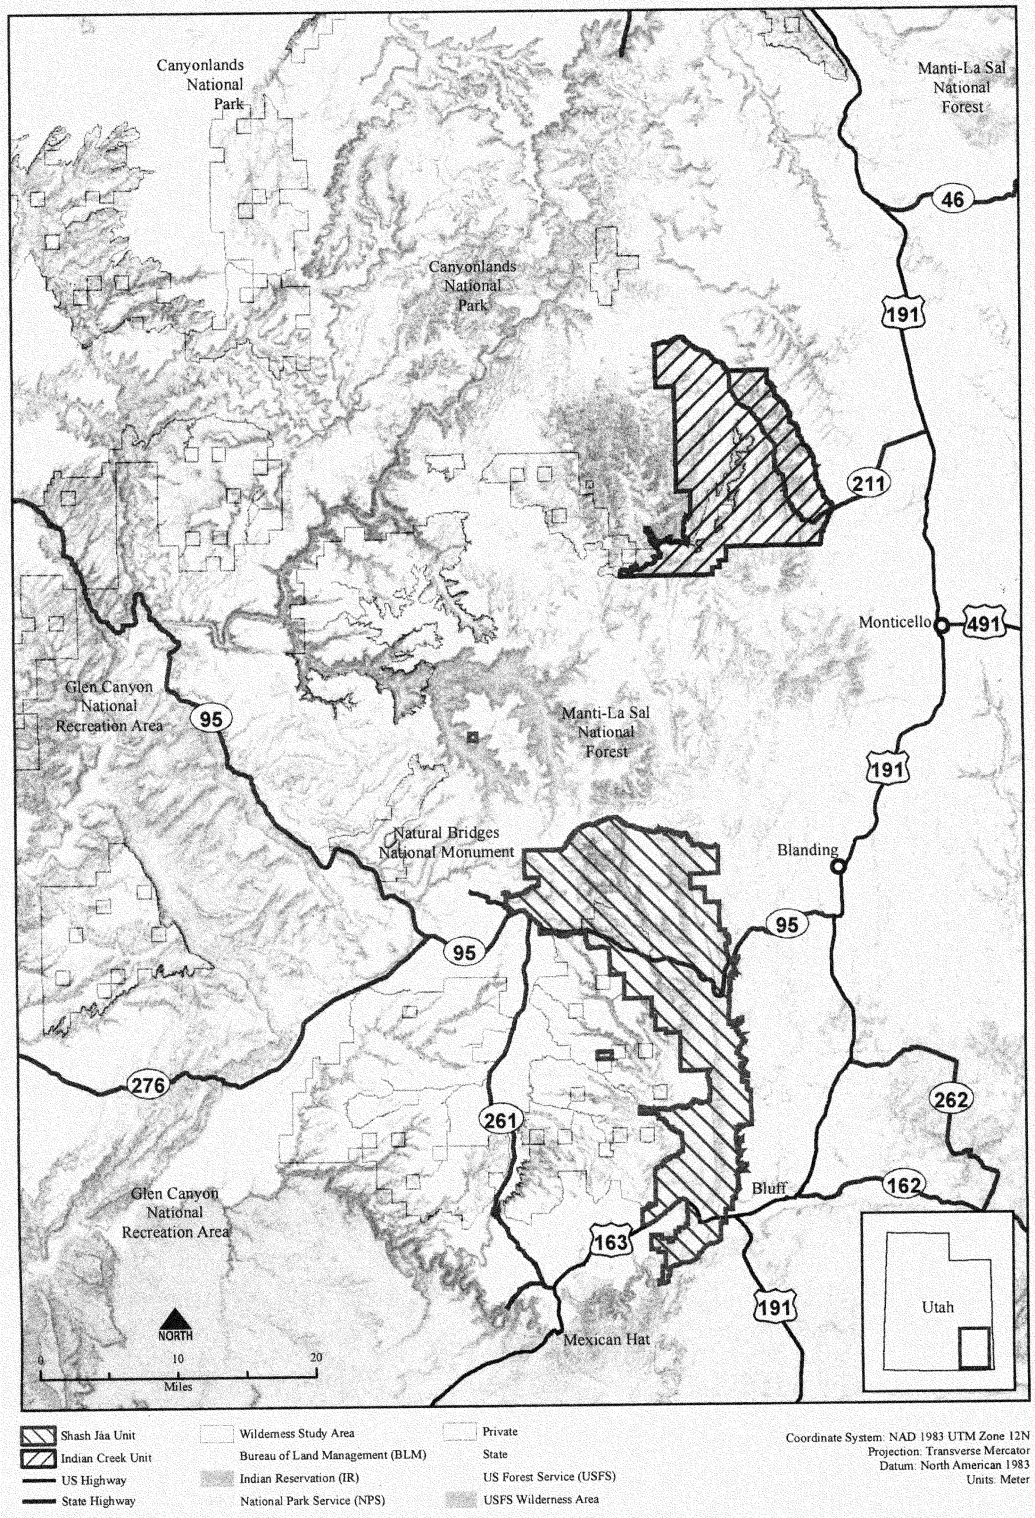 Canyonlands
National
Park
Manti-La Sal
National
Forest
46
Canyonlands
National
Park
191
211
Monticello
491
Glen Canyon
National
Recreation Area
95
Manti-La Sal
National
Forest
191
Natural Bridges
National Monument
Blanding
95
95
276
261
262
Bluff
162
Glen Canyon
National
Recreation Area
163
191
Utah
NORTH
Mexican Hat
0 10 20
Miles
Shash Jáa Unit
Indian Creek Unit
US Highway
State Highway
Wilderness Study Area
Bureau of Land Management (BLM)
Indian Reservation (IR)
National Park Service (NPS)
Private
State
US Forest Service (USFS)
USFS Wilderness Area
Coordinate System: NAD 1983 UTM Zone 12N
Projection: Transverse Mercator
Datum: North American 1983
Units: Meter